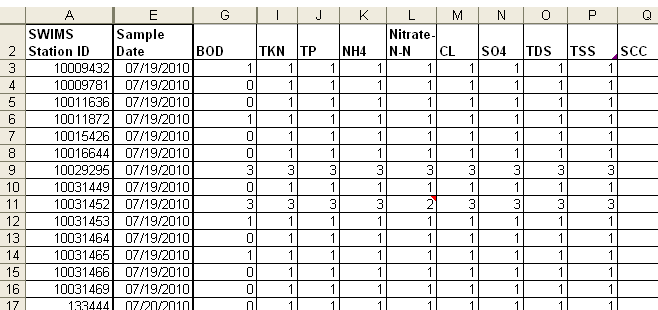 A E G I J K L M N O P Q
SWIMS Sample Nitrate-
2 Station ID Date BOD TKN TP NH4 N-N CL SO4 TDS TSS SCC
3 10009432 07/19/2010 1 1 1 1 1 1 1 1 1
4 10009781 07/19/2010 0 1 1 1 1 1 1 1 1
5 10011636 07/19/2010 0 1 1 1 1 1 1 1 1
6 10011872 07/19/2010 1 1 1 1 1 1 1 1 1
7 10015426 07/19/2010 0 1 1 1 1 1 1 1 1
8 10016644 07/19/2010 0 1 1 1 1 1 1 1 1
9 10029295 07/19/2010 3 3 3 3 3 3 3 3 3
10 10031449 07/19/2010 0 1 1 1 1 1 1 1 1
11 10031452 07/19/2010 3 3 3 3 2 3 3 3 3
12 10031453 07/19/2010 1 1 1 1 1 1 1 1 1
13 10031464 07/19/2010 0 1 1 1 1 1 1 1 1
14 10031465 07/19/2010 1 1 1 1 1 1 1 1 1
15 10031466 07/19/2010 0 1 1 1 1 1 1 1 1
16 10031469 07/19/2010 0 1 1 1 1 1 1 1 1
17 133444 07/20/2010 0 1 1 1 1 1 1 1 1